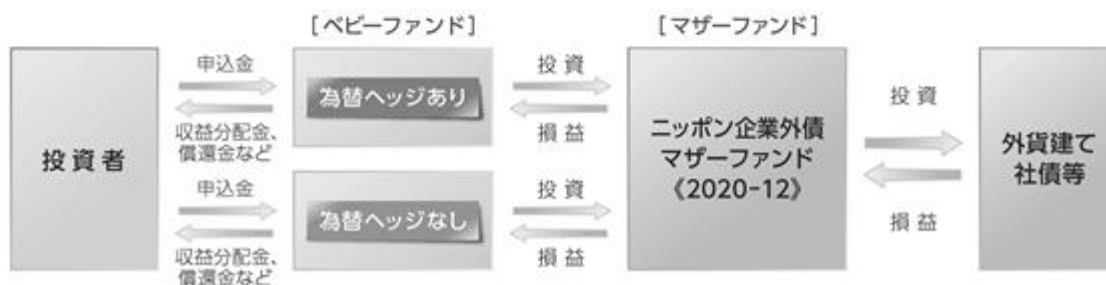 [ベビーファンド]
[マザーファンド]
投資者
申込金
収益分配金、
償還金など
為替ヘッジあり
投資
損益
申込金
収益分配金、
償還金など
為替ヘッジなし
投資
損益
ニッポン企業外債
マザーファンド
《2020-12》
投資
損益
外貨建て
社債等